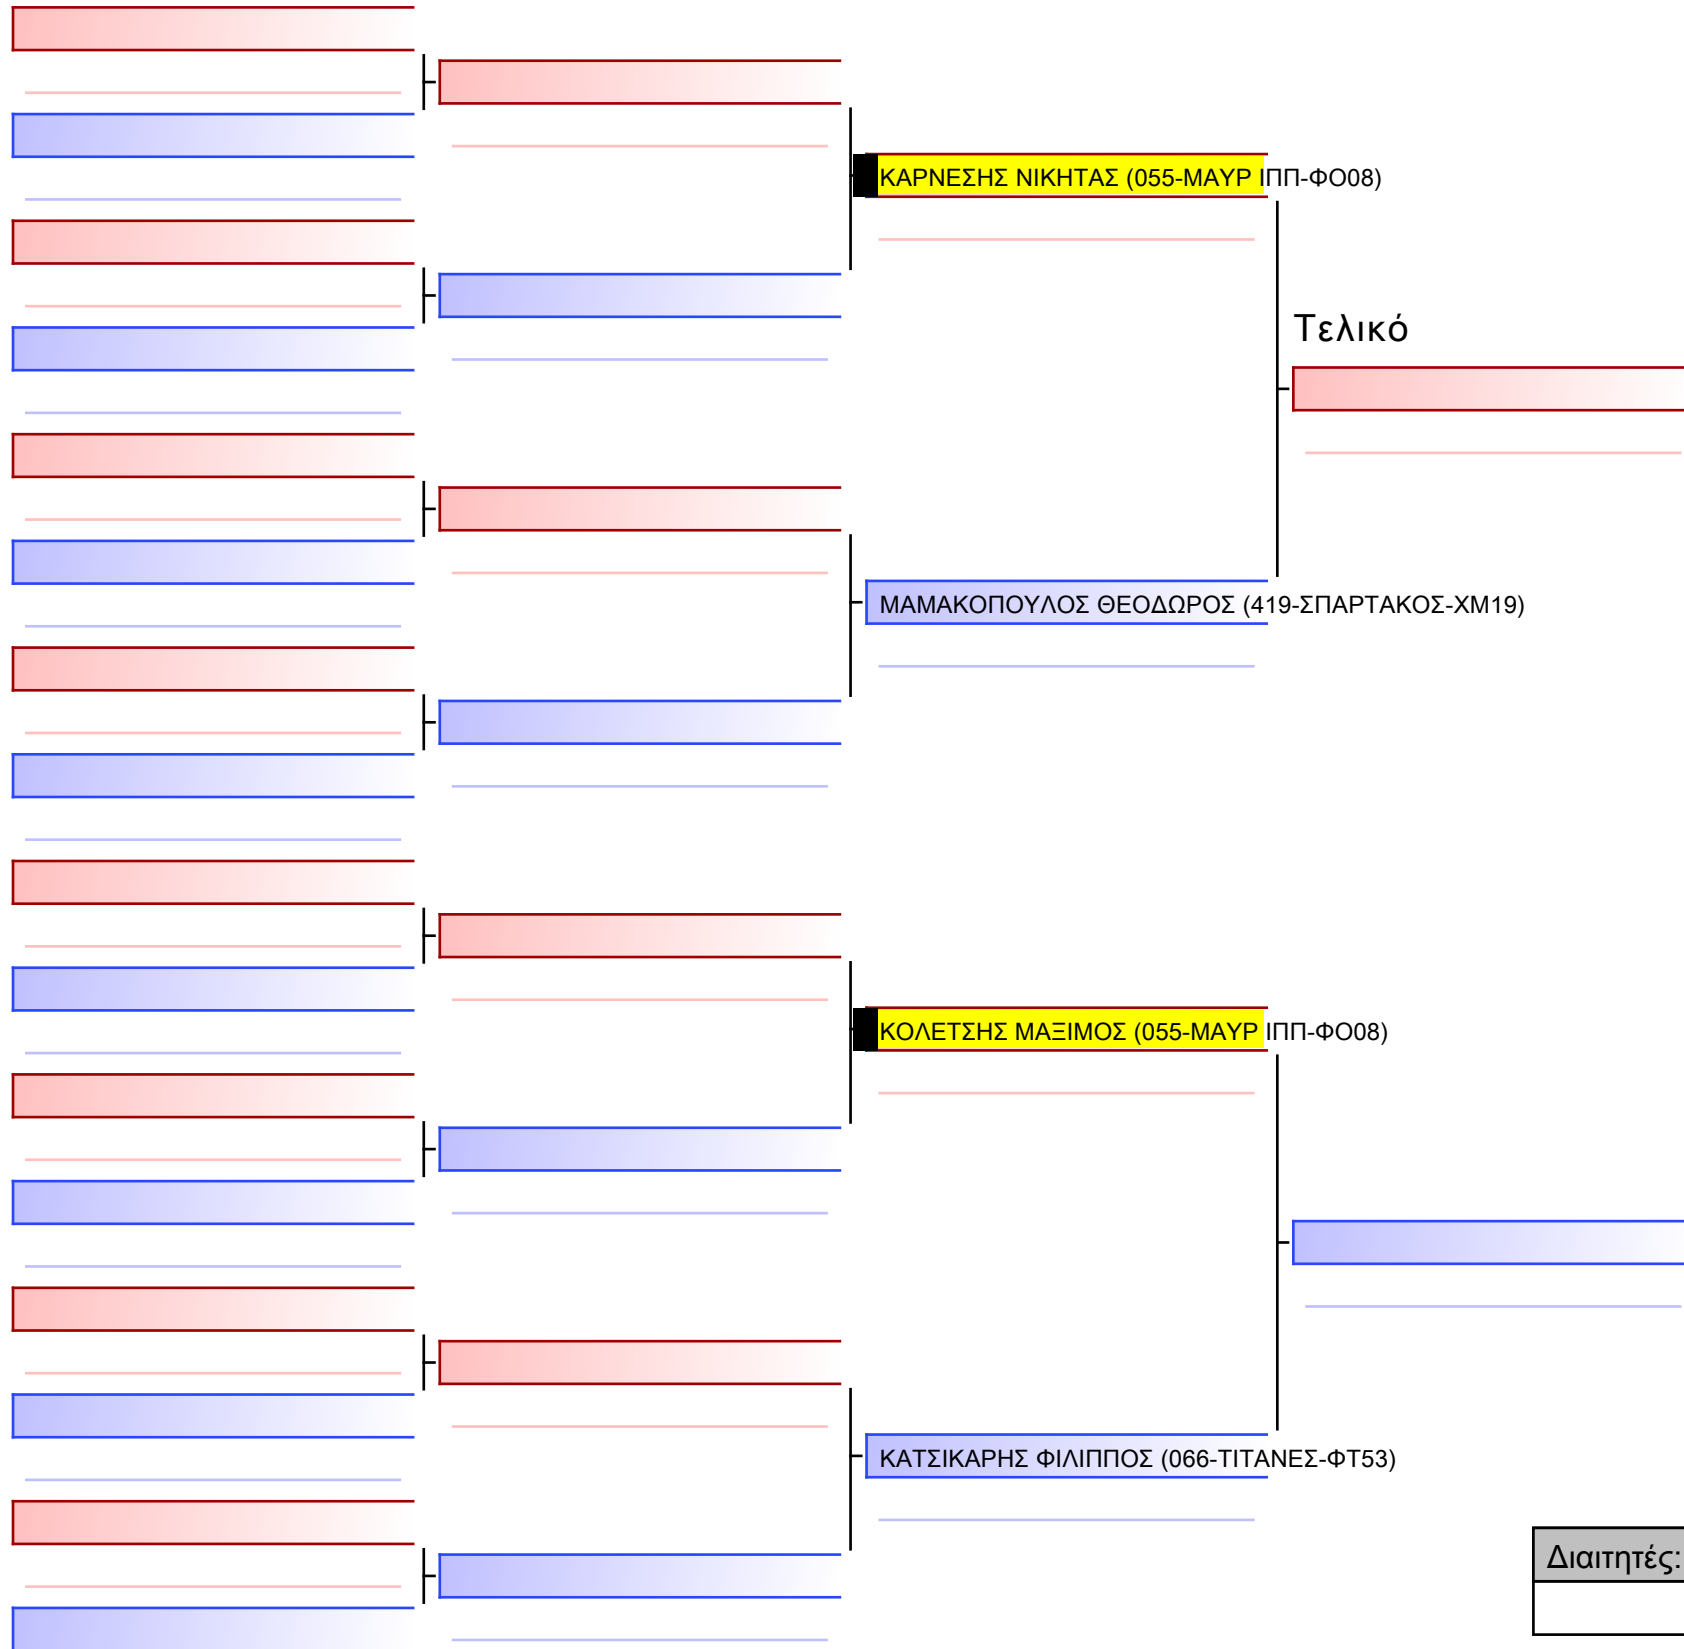 ΚΑΡΝΕΣΗΣ ΝΙΚΗΤΑΣ (055-ΜΑΥΡ ΙΠΠ-ΦΟ08)
Τελικό
ΜΑΜΑΚΟΠΟΥΛΟΣ ΘΕΟΔΩΡΟΣ (419-ΣΠΑΡΤΑΚΟΣ-ΧΜ19)
ΚΟΛΕΤΣΗΣ ΜΑΞΙΜΟΣ (055-ΜΑΥΡ ΙΠΠ-ΦΟ08)
ΚΑΤΣΙΚΑΡΗΣ ΦΙΛΙΠΠΟΣ (066-ΤΙΤΑΝΕΣ-ΦΤ53)
Διαιτητές: